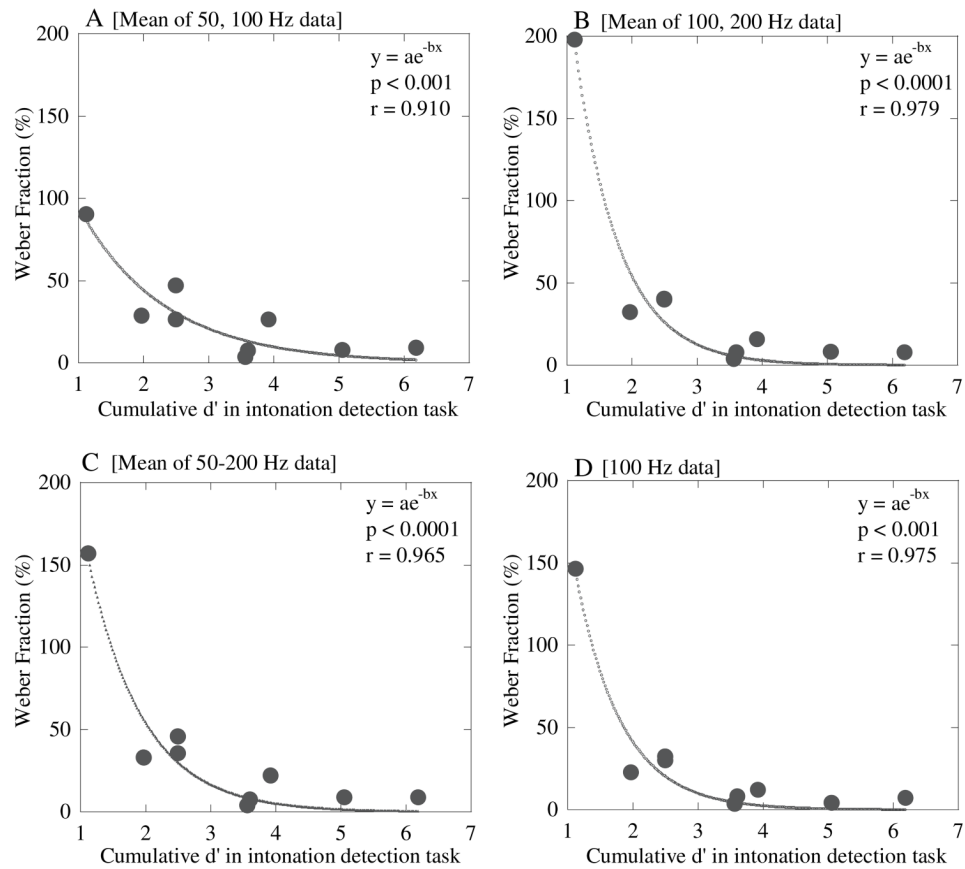 A [Mean of 50, 100 Hz data]
200
150
100
50
0
Weber Fraction (%)
y = ae^-bx
p < 0.001
r = 0.910
1 2 3 4 5 6 7
Cumulative d' in intonation detection task
B [Mean of 100, 200 Hz data]
200
150
100
50
0
Weber Fraction (%)
y = ae^-bx
p < 0.0001
r = 0.979
1 2 3 4 5 6 7
Cumulative d' in intonation detection task
C [Mean of 50-200 Hz data]
200
150
100
50
0
Weber Fraction (%)
y = ae^-bx
p < 0.0001
r = 0.965
1 2 3 4 5 6 7
Cumulative d' in intonation detection task
D [100 Hz data]
200
150
100
50
0
Weber Fraction (%)
y = ae^-bx
p < 0.001
r = 0.975
1 2 3 4 5 6 7
Cumulative d' in intonation detection task